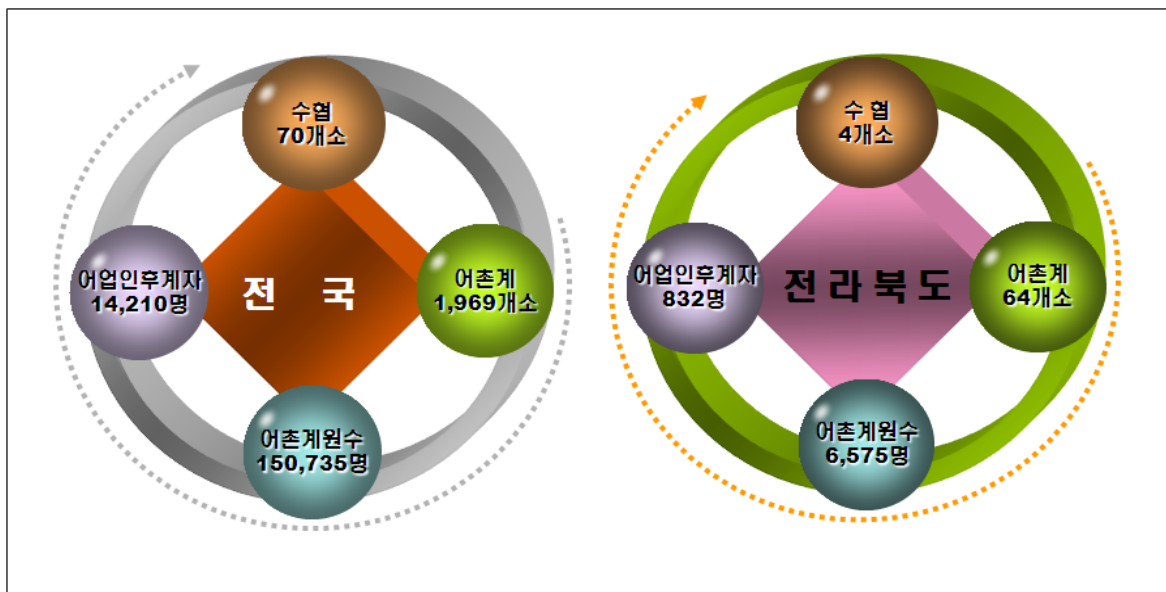 수협
70개소
어업인후계자
14,210명
전 국
어촌계
1,969개소
어촌계원수
150,735명
수 협
4개소
어업인후계자
832명
전 라 북 도
어촌계
64개소
어촌계원수
6,575명